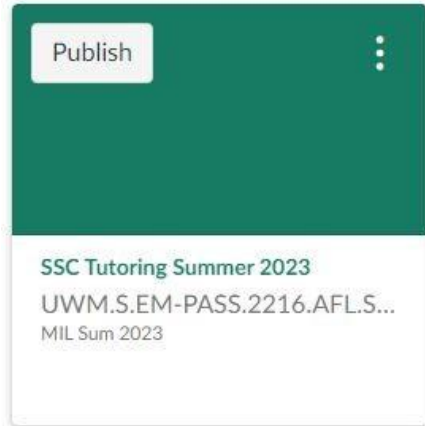 Publish
SSC Tutoring Summer 2023
UWM.S.EM-PASS.2216.AFL.S...
MIL Sum 2023